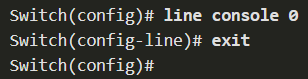 Switch(config)# line console 0
Switch(config-line)# exit
Switch(config)#